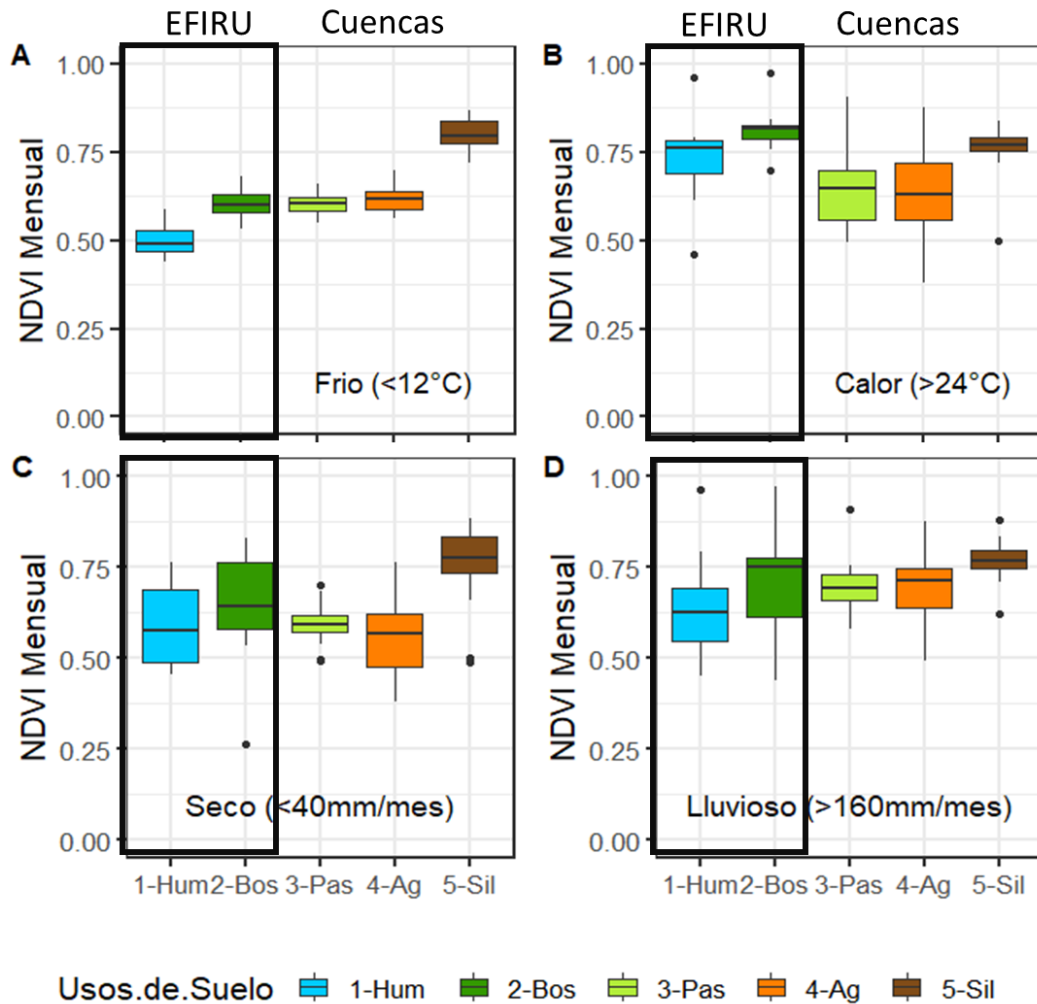 EFIRU Cuencas EFIRU Cuencas
A
NDVI Mensual
1.00
0.75
0.50
0.25
0.00
Frio (<12°C)
B
NDVI Mensual
1.00
0.75
0.50
0.25
0.00
Calor (>24°C)
C
NDVI Mensual
1.00
0.75
0.50
0.25
0.00
Seco (<40mm/mes)
1-Hum 2-Bos 3-Pas 4-Ag 5-Sil
D
NDVI Mensual
1.00
0.75
0.50
0.25
0.00
Lluvioso (>160mm/mes)
1-Hum 2-Bos 3-Pas 4-Ag 5-Sil
Usos.de.Suelo 1-Hum 2-Bos 3-Pas 4-Ag 5-Sil